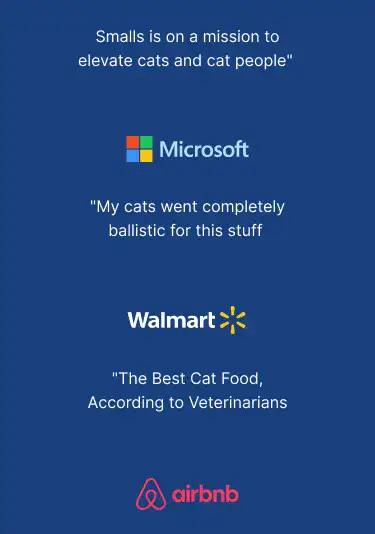 Smalls is on a mission to
elevate cats and cat people"
Microsoft
"My cats went completely
ballistic for this stuff
Walmart
"The Best Cat Food,
According to Veterinarians
airbnb